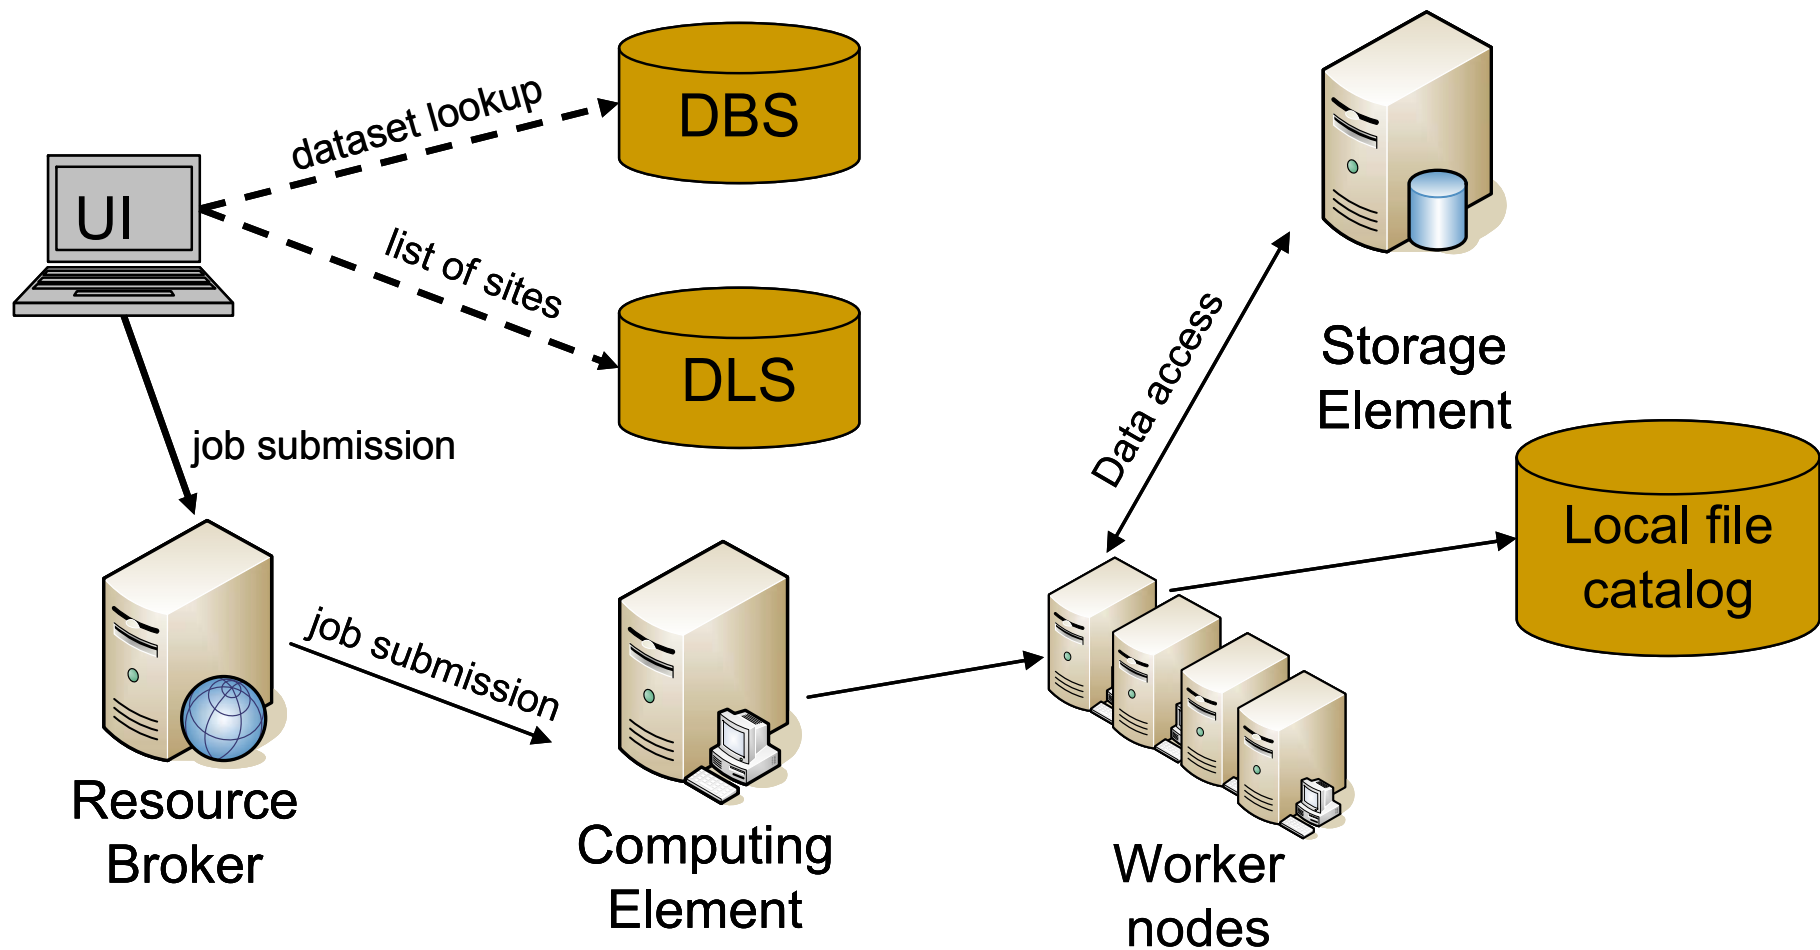 dataset lookup
DBS
UI
list of sites
DLS
job submission
Resource
Broker
job submission
Computing
Element
Data access
Storage
Element
Local file
catalog
Worker
nodes